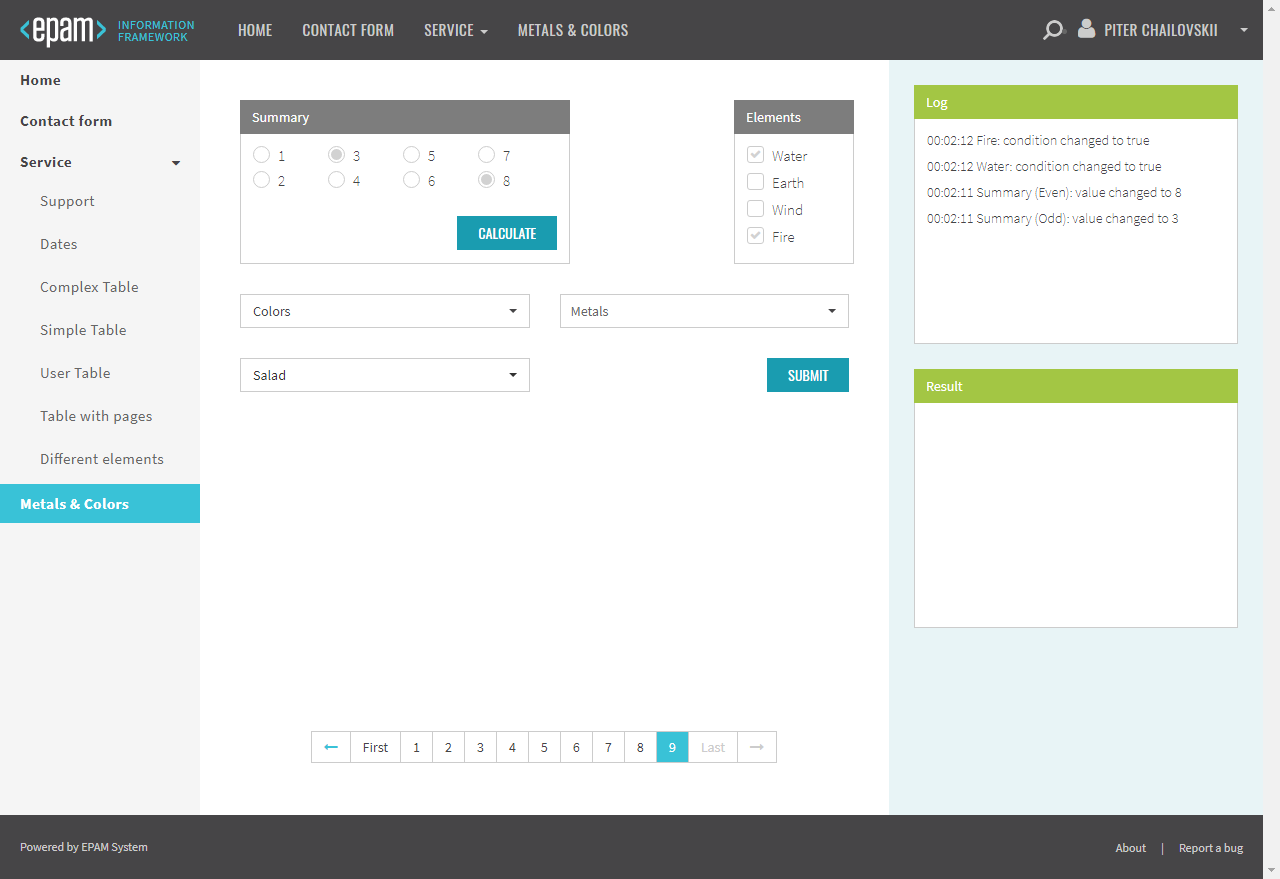 <epam> INFORMATION FRAMEWORK
HOME CONTACT FORM SERVICE METALS & COLORS
PITER CHAILOVSKII
Home
Contact form
Service
Support
Dates
Complex Table
Simple Table
User Table
Table with pages
Different elements
Metals & Colors
Summary
1 3 5 7
2 4 6 8
CALCULATE
Elements
Water
Earth
Wind
Fire
Colors
Metals
Salad
SUBMIT
First 1 2 3 4 5 6 7 8 9 Last
Log
00:02:12 Fire: condition changed to true
00:02:12 Water: condition changed to true
00:02:11 Summary (Even): value changed to 8
00:02:11 Summary (Odd): value changed to 3
Result
Powered by EPAM System
About | Report a bug